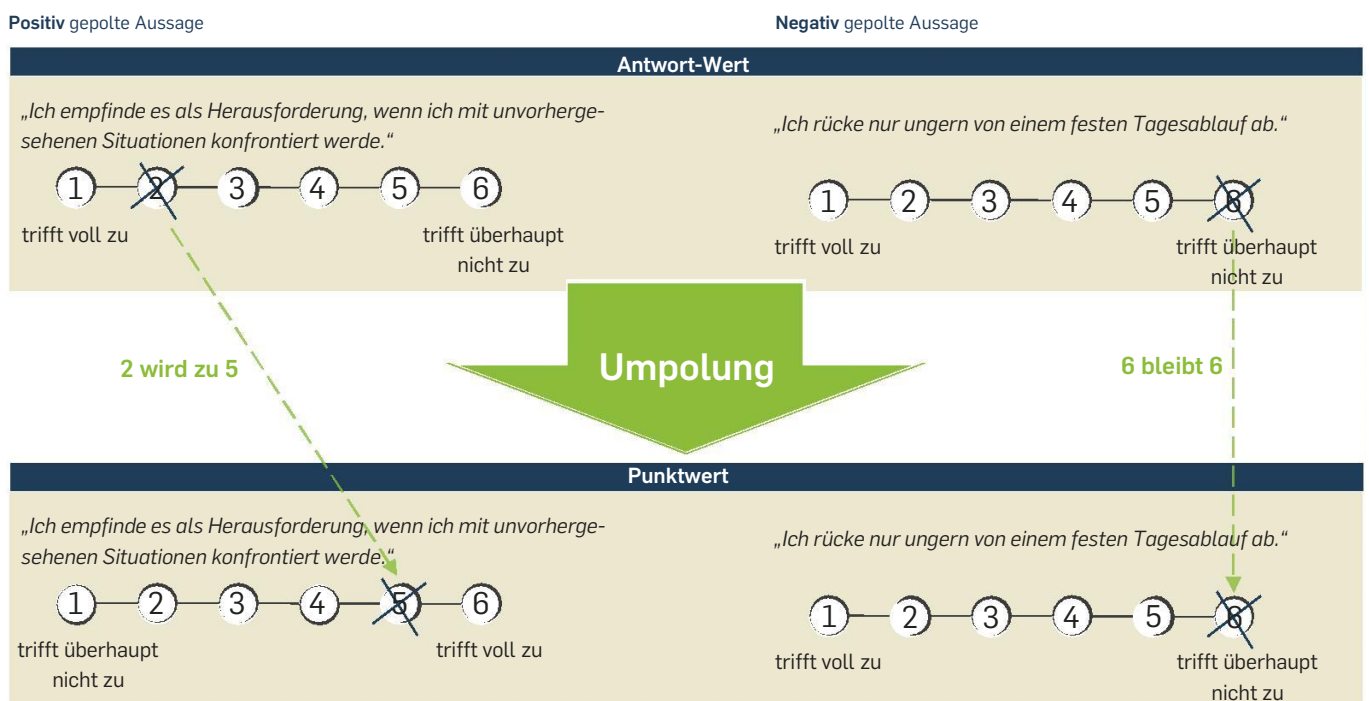 Positiv gepolte Aussage
Negativ gepolte Aussage
Antwort-Wert
„Ich empfinde es als Herausforderung, wenn ich mit unvorherge-
sehenen Situationen konfrontiert werde.“
1 2 3 4 5 6
trifft voll zu
trifft überhaupt
nicht zu
„Ich rücke nur ungern von einem festen Tagesablauf ab.“
1 2 3 4 5 6
trifft voll zu
trifft überhaupt
nicht zu
2 wird zu 5
Umpolung
6 bleibt 6
Punktwert
„Ich empfinde es als Herausforderung, wenn ich mit unvorherge-
sehenen Situationen konfrontiert werde.“
1 2 3 4 5 6
trifft überhaupt
nicht zu
trifft voll zu
„Ich rücke nur ungern von einem festen Tagesablauf ab.“
1 2 3 4 5 6
trifft voll zu
trifft überhaupt
nicht zu